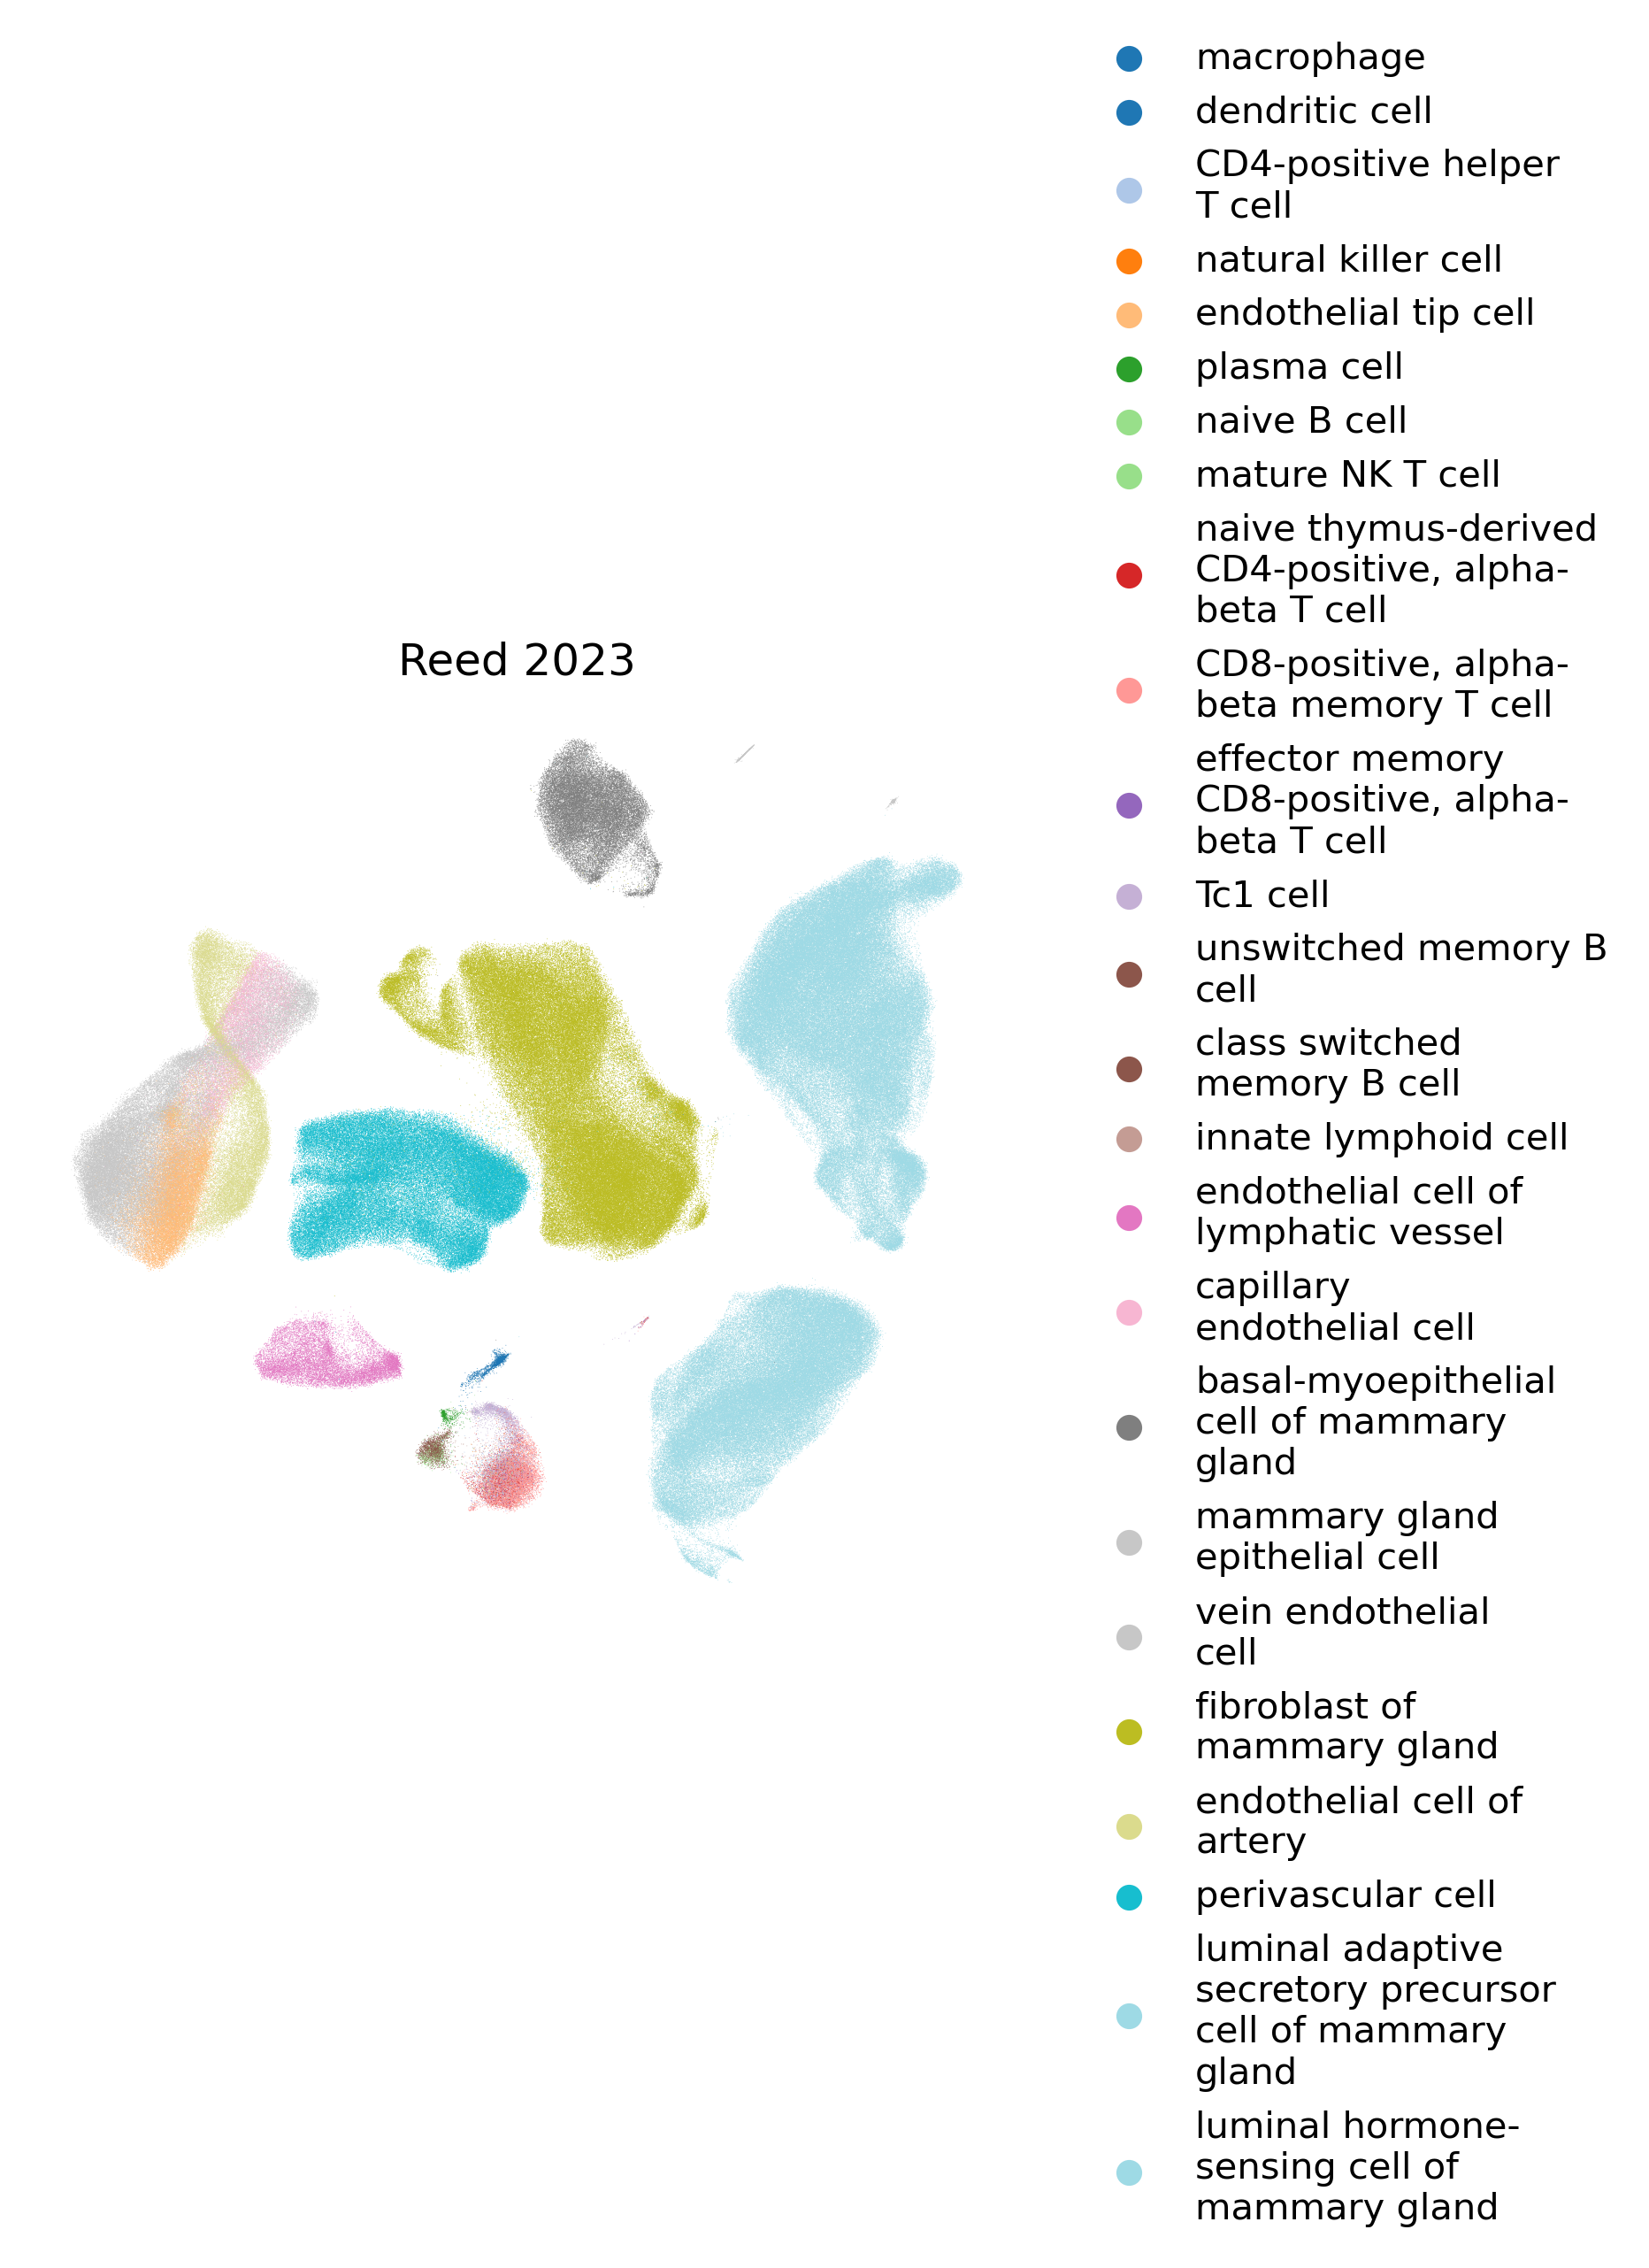 Reed 2023
macrophage
dendritic cell
CD4-positive helper
T cell
natural killer cell
endothelial tip cell
plasma cell
naive B cell
mature NK T cell
naive thymus-derived
CD4-positive, alpha-
beta T cell
CD8-positive, alpha-
beta memory T cell
effector memory
CD8-positive, alpha-
beta T cell
Tc1 cell
unswitched memory B
cell
class switched
memory B cell
innate lymphoid cell
endothelial cell of
lymphatic vessel
capillary
endothelial cell
basal-myoepithelial
cell of mammary
gland
mammary gland
epithelial cell
vein endothelial
cell
fibroblast of
mammary gland
endothelial cell of
artery
perivascular cell
luminal adaptive
secretory precursor
cell of mammary
gland
luminal hormone-
sensing cell of
mammary gland